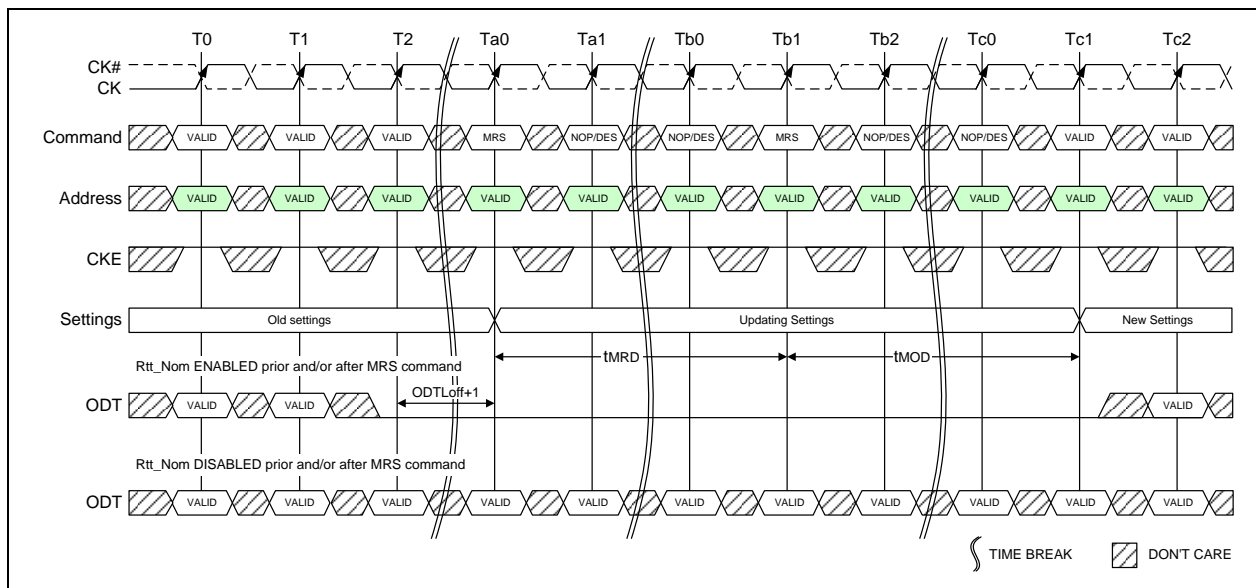 T0 T1 T2 Ta0 Ta1 Tb0 Tb1 Tb2 Tc0 Tc1 Tc2
CK#
CK
Command VALID VALID VALID MRS NOP/DES NOP/DES MRS NOP/DES NOP/DES VALID VALID
Address VALID VALID VALID VALID VALID VALID VALID VALID VALID VALID VALID
CKE
Settings Old settings Updating Settings New Settings
tMRD tMOD
Rtt_Nom ENABLED prior and/or after MRS command
ODTLoff+1
ODT VALID VALID VALID
Rtt_Nom DISABLED prior and/or after MRS command
ODT VALID VALID VALID VALID VALID VALID VALID VALID VALID VALID VALID
TIME BREAK DON'T CARE